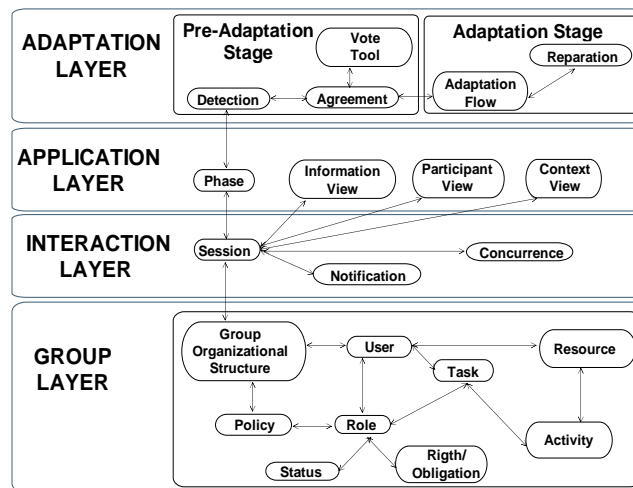 ADAPTATION
LAYER
Pre-Adaptation
Stage
Vote
Tool
Detection
Agreement
Adaptation Stage
Reparation
Adaptation
Flow
APPLICATION
LAYER
Phase
Information
View
Participant
View
Context
View
INTERACTION
LAYER
Session
Concurrence
Notification
GROUP
LAYER
Group
Organizational
Structure
User
Resource
Task
Policy
Role
Activity
Status
Rigth/
Obligation